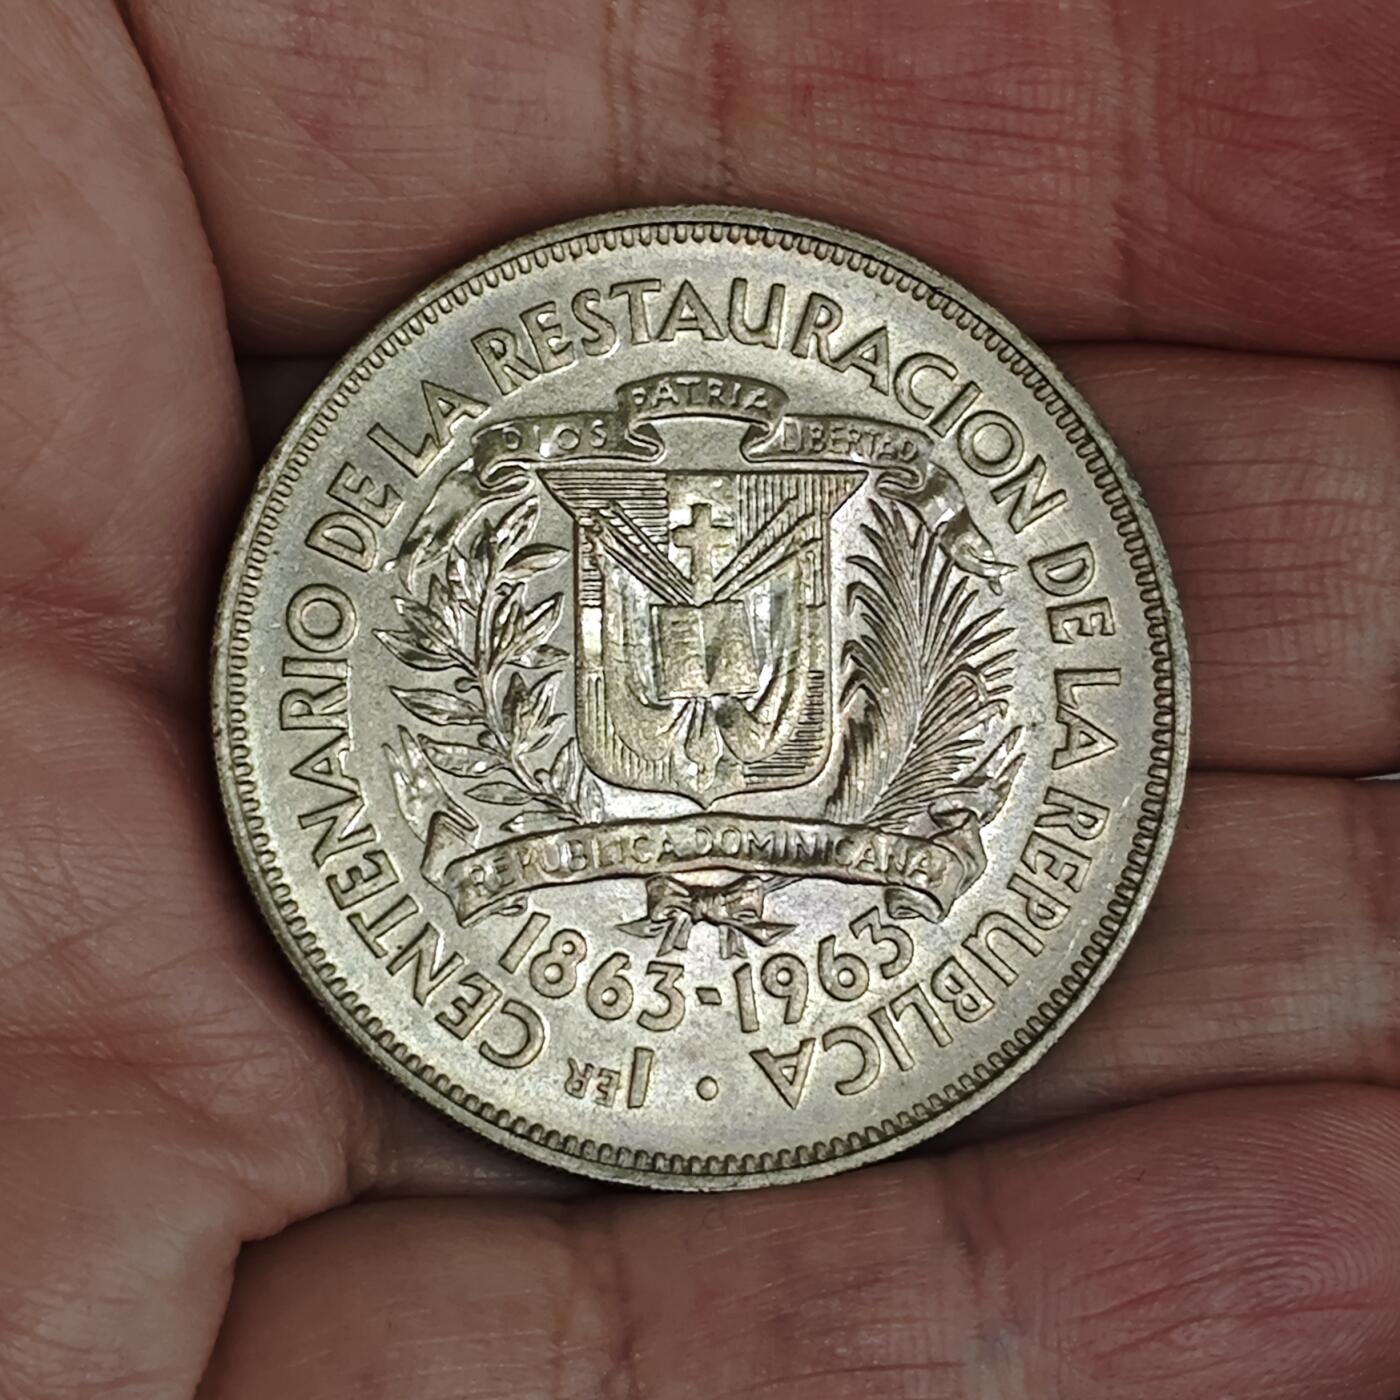 1ER CENTENARIO DE LA RESTAURACION DE LA REPUBLICA •
DIOS PATRIA LIBERTAD
REPUBLICA DOMINICANA
1863-1963